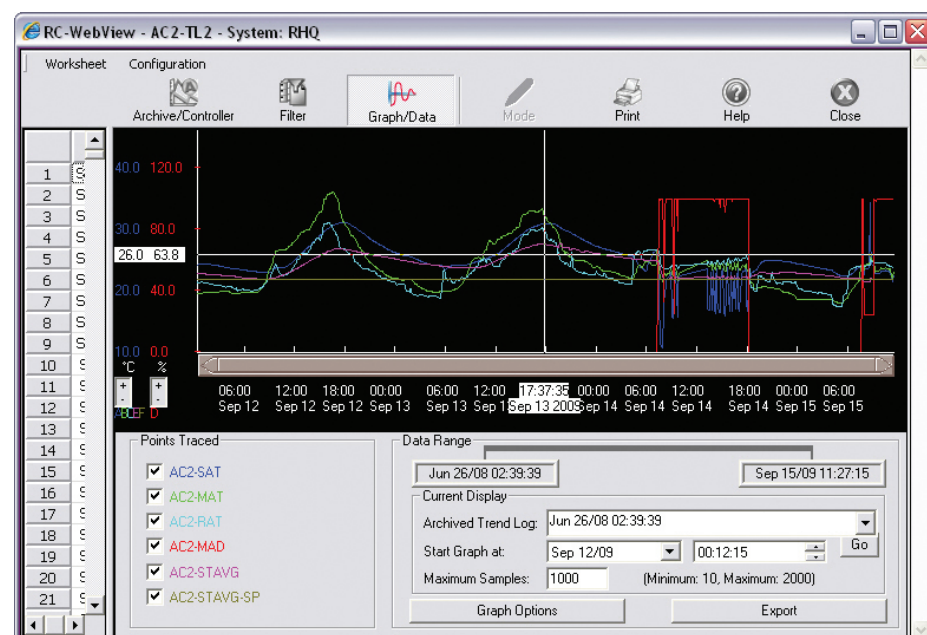 RC-WebView - AC2-TL2 - System: RHQ
Worksheet Configuration
Archive/Controller Filter Graph/Data Mode Print Help Close
1 S
2 S
3 S
4 S
5 S
6 S
7 S
8 S
9 S
10 S
11 S
12 S
13 S
14 S
15 S
16 S
17 S
18 S
19 S
20 S
21 S
40.0 120.0
30.0 80.0
26.0 63.8
20.0 40.0
10.0 0.0
°C %
+ +
- -
ABCEF D
06:00 12:00 18:00 00:00 06:00 12:00 17:37:35 00:00 06:00 12:00 18:00 00:00 06:00
Sep 12 Sep 12 Sep 12 Sep 13 Sep 13 Sep 1 Sep 13 2009 Sep 14 Sep 14 Sep 14 Sep 14 Sep 15 Sep 15
Points Traced
AC2-SAT
AC2-MAT
AC2-RAT
AC2-MAD
AC2-STAVG
AC2-STAVG-SP
Data Range
Jun 26/08 02:39:39 Sep 15/09 11:27:15
Current Display
Archived Trend Log: Jun 26/08 02:39:39
Start Graph at: Sep 12/09 00:12:15 Go
Maximum Samples: 1000 (Minimum: 10, Maximum: 2000)
Graph Options Export